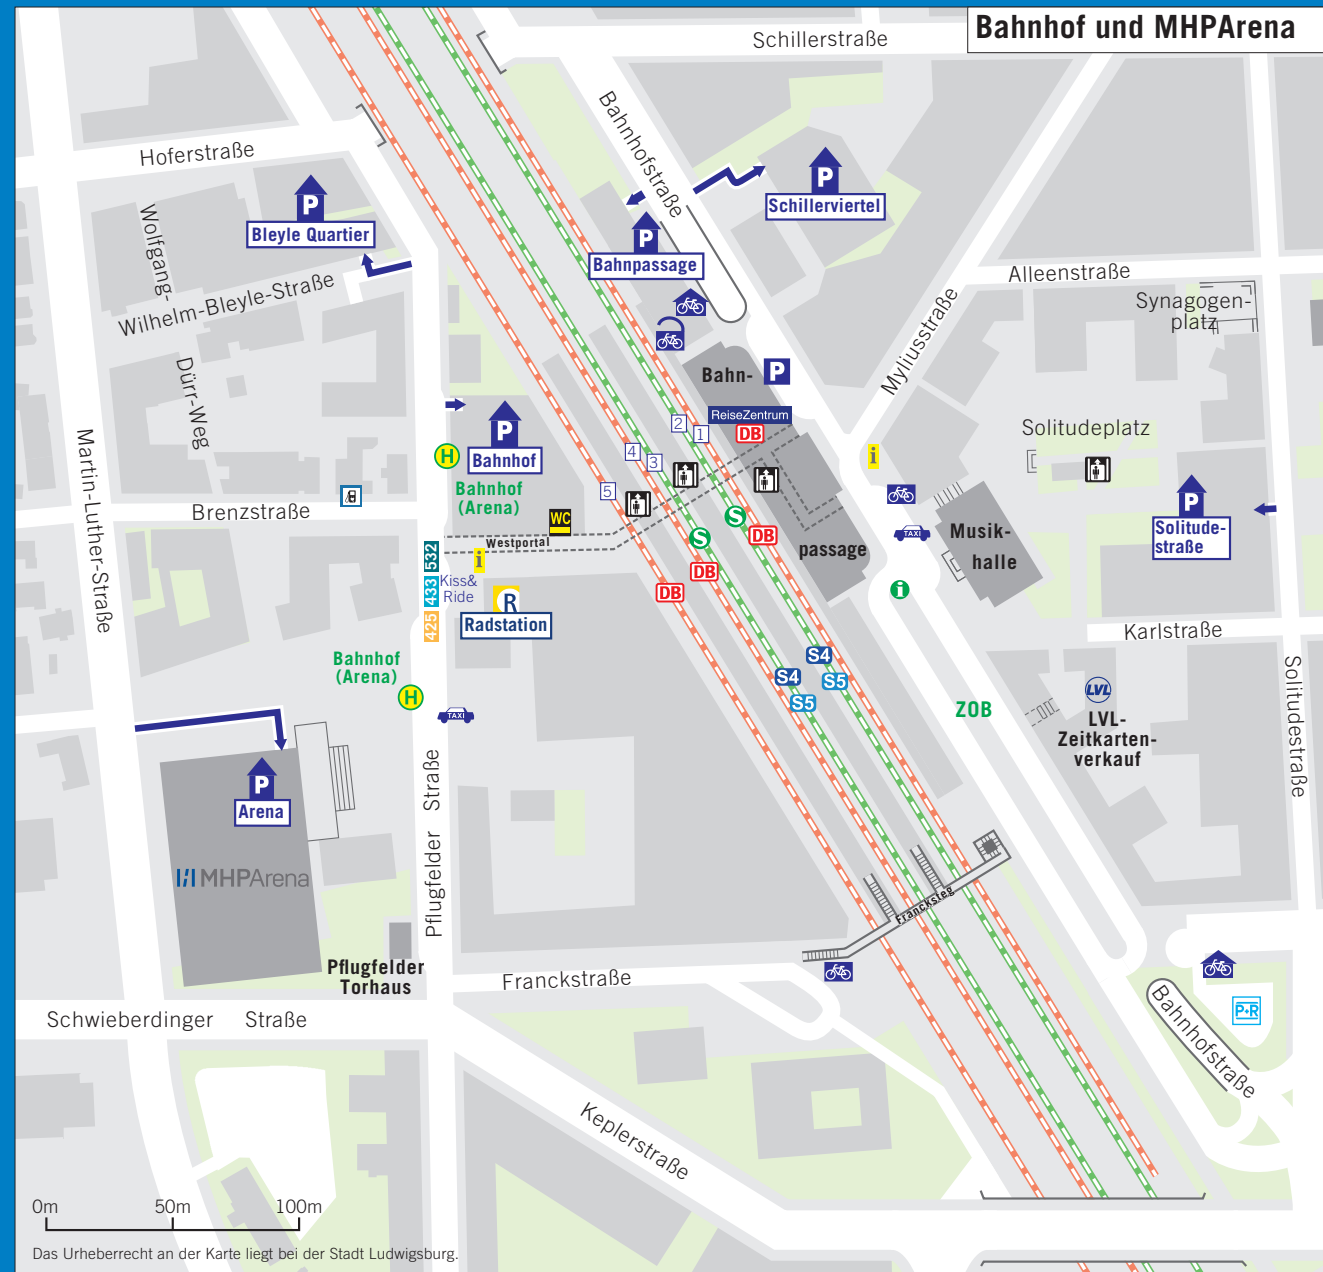 Bahnhof und MHPArena
Schillerstraße
Bahnhofstraße
Hoferstraße
P
Schillerviertel
P
Bleyle Quartier
P
Bahnpassage
Wolfgang-
Wilhelm-Bleyle-Straße
Dürr-Weg
Alleenstraße
Synagogen-
platz
Myliusstraße
Bahn-
P
ReiseZentrum
DB
2
1
4
3
5
P
Bahnhof
H
Bahnhof
(Arena)
i
Solitudeplatz
P
Solitude-
straße
Martin-Luther-Straße
Brenzstraße
WC
Westportal
S
S
DB
DB
DB
passage
TAXI
Musik-
halle
532
433
425
i
Kiss&
Ride
R
Radstation
i
Karlstraße
Solitudestraße
Bahnhof
(Arena)
H
TAXI
S4
S5
S4
S5
ZOB
LVL
LVL-
Zeitkarten-
verkauf
P
Arena
MHPArena
Pflugfelder Straße
Francksteg
Pflugfelder
Torhaus
Franckstraße
P+R
Bahnhofstraße
Schwieberdinger Straße
Keplerstraße
0m 50m 100m
Das Urheberrecht an der Karte liegt bei der Stadt Ludwigsburg.